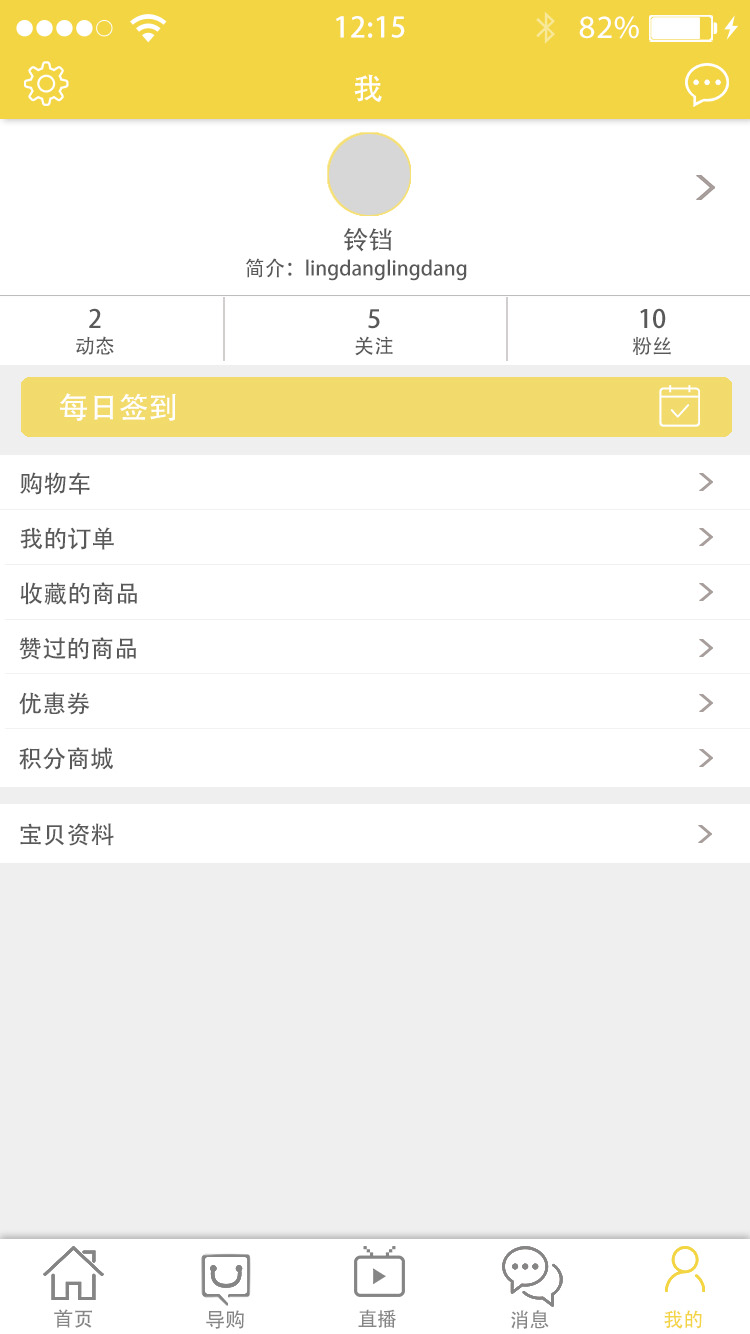 12:15
82%
我
铃铛
简介：lingdanglingdang
2
5
10
动态
关注
粉丝
每日签到
购物车
我的订单
收藏的商品
赞过的商品
优惠券
积分商城
宝贝资料
首页
导购
直播
消息
我的